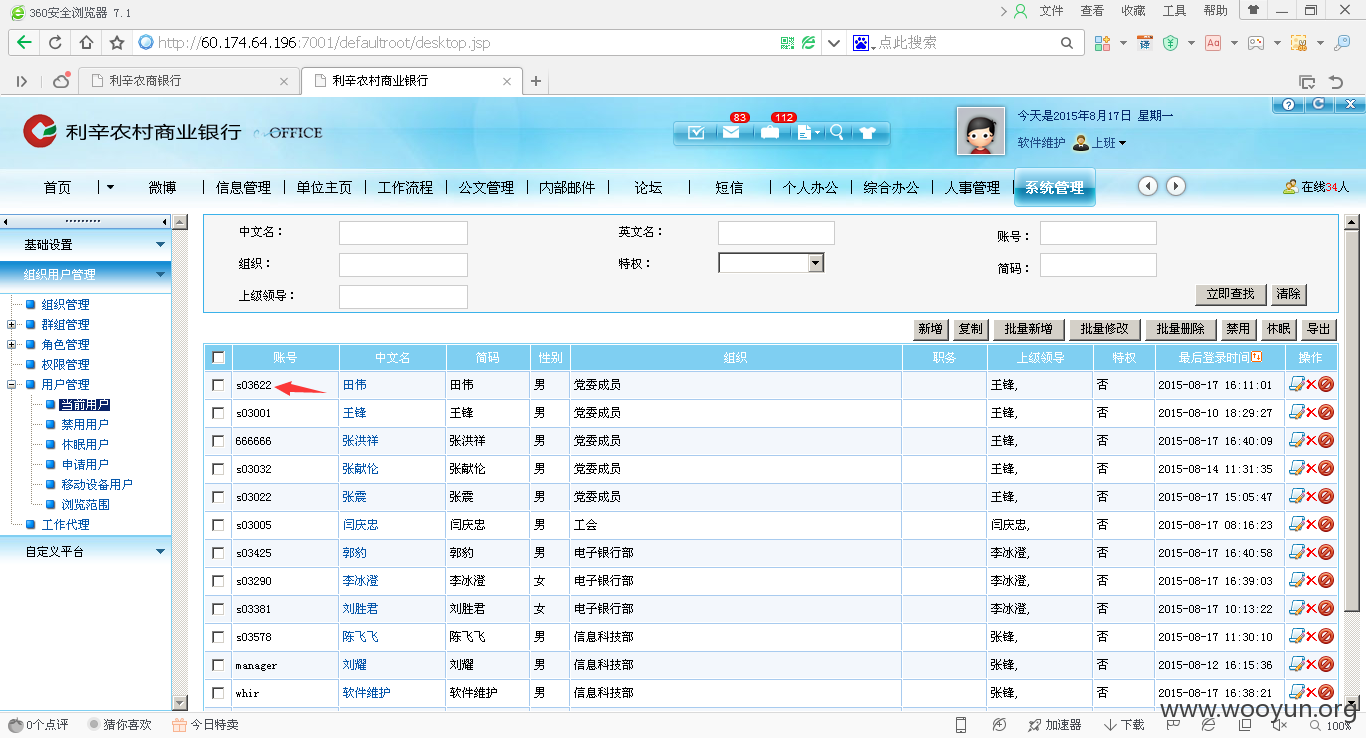 360安全浏览器 7.1 文件 查看 收藏 工具 帮助
http://60.174.64.196:7001/defaultroot/desktop.jsp 点此搜索
利辛农商银行 利辛农村商业银行
利辛农村商业银行 e-OFFICE
83 112
今天是2015年8月17日 星期一
软件维护 上班
首页 微博 信息管理 单位主页 工作流程 公文管理 内部邮件 论坛 短信 个人办公 综合办公 人事管理 系统管理 在线34人
基础设置
组织用户管理
组织管理
群组管理
角色管理
权限管理
用户管理
当前用户
禁用用户
休眠用户
申请用户
移动设备用户
浏览范围
工作代理
自定义平台
中文名： 英文名： 账号：
组织： 特权： 简码：
上级领导：
立即查找 清除
新增 复制 批量新增 批量修改 批量删除 禁用 休眠 导出
账号 中文名 简码 性别 组织 职务 上级领导 特权 最后登录时间 操作
s03622 田伟 田伟 男 党委成员 王锋, 否 2015-08-17 16:11:01
s03001 王锋 王锋 男 党委成员 王锋, 否 2015-08-10 18:29:27
666666 张洪祥 张洪祥 男 党委成员 王锋, 否 2015-08-17 16:40:09
s03032 张献伦 张献伦 男 党委成员 王锋, 否 2015-08-14 11:31:35
s03022 张震 张震 男 党委成员 王锋, 否 2015-08-17 15:05:47
s03005 闫庆忠 闫庆忠 男 工会 闫庆忠, 否 2015-08-17 08:16:23
s03425 郭豹 郭豹 男 电子银行部 李冰澄, 否 2015-08-17 16:40:58
s03290 李冰澄 李冰澄 女 电子银行部 李冰澄, 否 2015-08-17 16:39:03
s03381 刘胜君 刘胜君 女 电子银行部 李冰澄, 否 2015-08-17 10:13:22
s03578 陈飞飞 陈飞飞 男 信息科技部 张锋, 否 2015-08-17 11:30:10
manager 刘耀 刘耀 男 信息科技部 张锋, 否 2015-08-12 16:15:36
whir 软件维护 软件维护 男 信息科技部 张锋, 否 2015-08-17 16:38:21
www.wooyun.org
0个点评 猜你喜欢 今日特卖 加速器 下载 100%